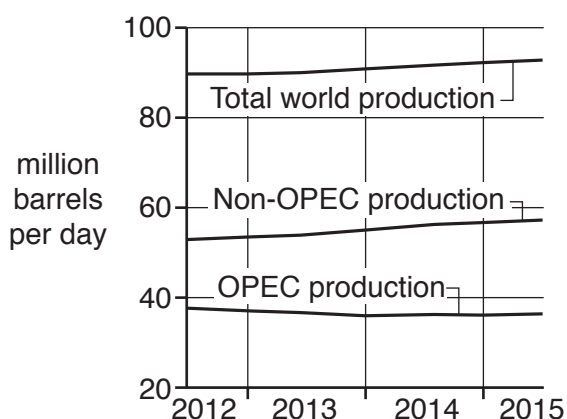 100
Total world production
80
million
barrels
per day
Non-OPEC production
60
OPEC production
40
20
2012 2013 2014 2015